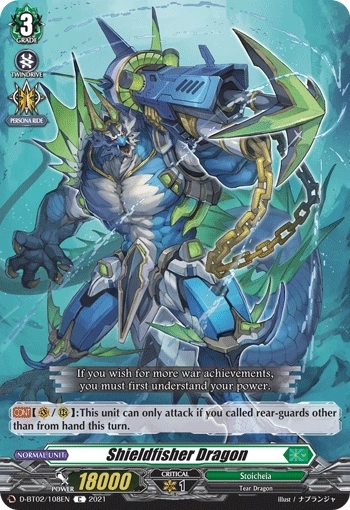 3
GRADE
TWINDRIVE
PERSONA RIDE
If you wish for more war achievements,
you must first understand your power.
CONT【 / 】:This unit can only attack if you called rear-guards other
than from hand this turn.
NORMAL UNIT
Shieldfisher Dragon
POWER 18000
CRITICAL
1
Stoicheia
Tear Dragon
D-BT02/108EN C 2021
Illust / ナブランジャ